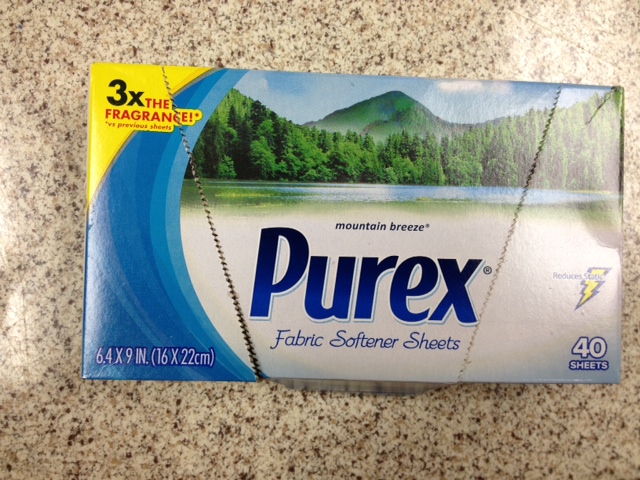 3x THE
FRAGRANCE!*
*vs previous sheets
mountain breeze®
Purex®
Fabric Softener Sheets
Reduces Static
6.4 X 9 IN. (16 X 22cm)
40
SHEETS